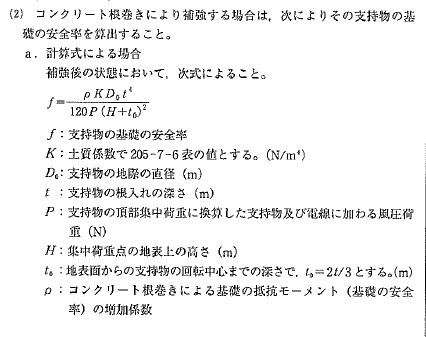 (2) コンクリート根巻きにより補強する場合は,次によりその支持物の基
礎の安全率を算出すること。
a．計算式による場合
補強後の状態において,次式によること。
f=ρKD₀t⁴/120P(H+t₀)²
f：支持物の基礎の安全率
K：土質係数で205-7-6表の値とする。(N/m⁴)
D₀：支持物の地際の直径（m）
t ：支持物の根入れの深さ（m）
P：支持物の頂部集中荷重に換算した支持物及び電線に加わる風圧荷
重（N）
H：集中荷重点の地表上の高さ（m）
t₀：地表面からの支持物の回転中心までの深さで, t₀=2t/3とする。(m)
ρ：コンクリート根巻きによる基礎の抵抗モーメント（基礎の安全
率）の増加係数